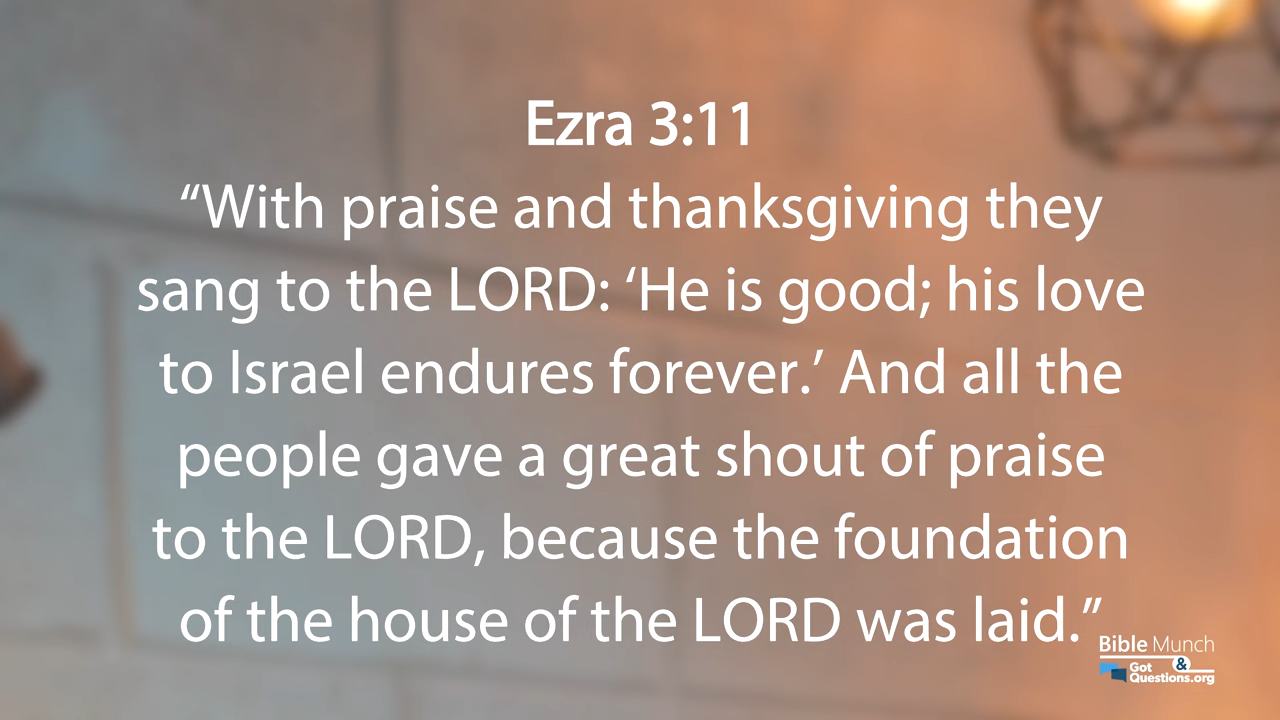 Ezra 3:11
“With praise and thanksgiving they
sang to the LORD: ‘He is good; his love
to Israel endures forever.’ And all the
people gave a great shout of praise
to the LORD, because the foundation
of the house of the LORD was laid.”
Bible Munch
&
Got
Questions.org